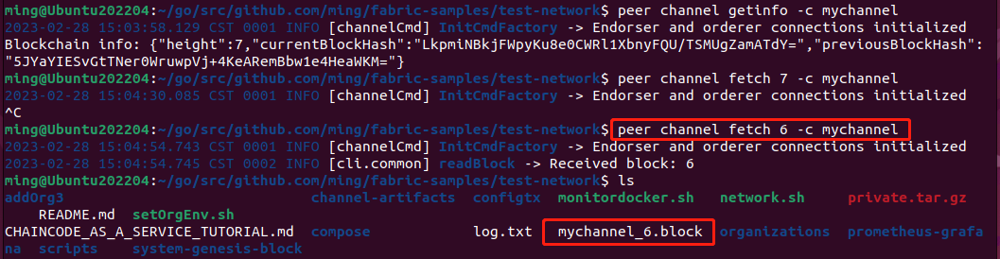 ming@Ubuntu202204:~/go/src/github.com/ming/fabric-samples/test-network$ peer channel getinfo -c mychannel
2023-02-28 15:03:58.129 CST 0001 INFO [channelCmd] InitCmdFactory -> Endorser and orderer connections initialized
Blockchain info: {"height":7,"currentBlockHash":"LkpmiNBkjFWpyKu8e0CWRl1XbnyFQU/TSMUgZamATdY=","previousBlockHash":
"5JYaYIESvGtTNer0WruwpVj+4KeARemBbw1e4HeaWKM="}
ming@Ubuntu202204:~/go/src/github.com/ming/fabric-samples/test-network$ peer channel fetch 7 -c mychannel
2023-02-28 15:04:30.085 CST 0001 INFO [channelCmd] InitCmdFactory -> Endorser and orderer connections initialized
^C
ming@Ubuntu202204:~/go/src/github.com/ming/fabric-samples/test-network$ peer channel fetch 6 -c mychannel
2023-02-28 15:04:54.743 CST 0001 INFO [channelCmd] InitCmdFactory -> Endorser and orderer connections initialized
2023-02-28 15:04:54.745 CST 0002 INFO [cli.common] readBlock -> Received block: 6
ming@Ubuntu202204:~/go/src/github.com/ming/fabric-samples/test-network$ ls
addOrg3 channel-artifacts configtx monitordocker.sh network.sh private.tar.gz
README.md setOrgEnv.sh
CHAINCODE_AS_A_SERVICE_TUTORIAL.md compose log.txt mychannel_6.block organizations prometheus-grafa
na scripts system-genesis-block